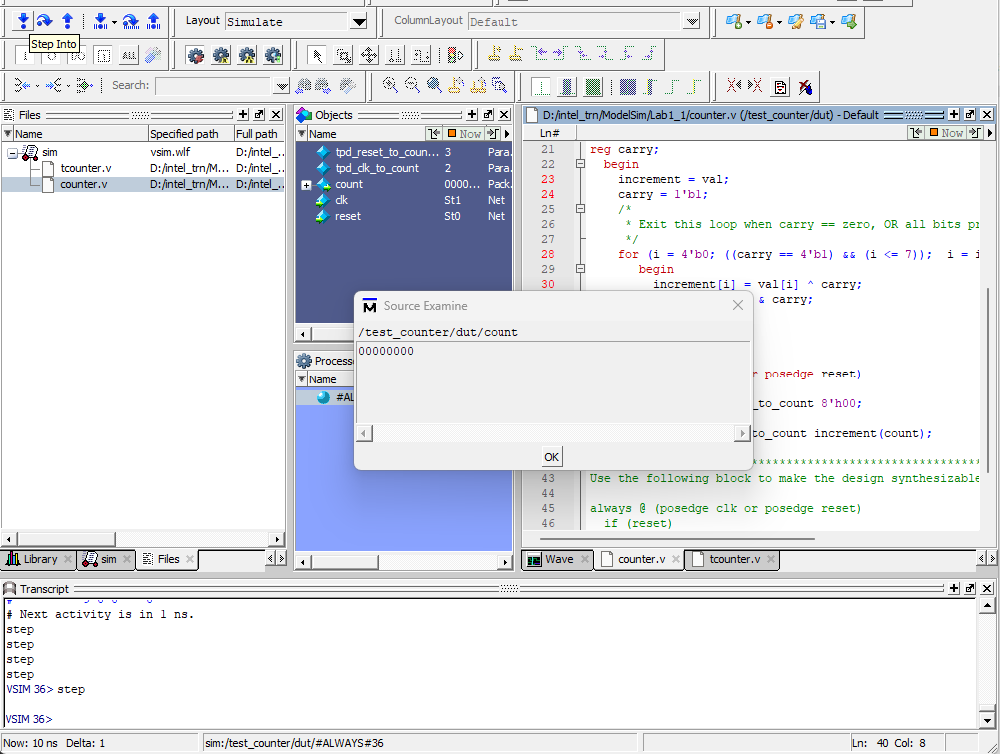 Layout Simulate
ColumnLayout Default
Step Into
Search:
Files
Name Specified path Full path
sim vsim.wlf D:/intel_...
tcounter.v D:/intel_trn/M... D:/intel_...
counter.v D:/intel_trn/M... D:/intel_...
Objects
Name Now
tpd_reset_to_coun... 3 Para...
tpd_clk_to_count 2 Para...
count 0000... Pack...
clk St1 Net
reset St0 Net
D:/intel_trn/ModelSim/Lab1_1/counter.v (/test_counter/dut) - Default
Ln# Now
21 reg carry;
22 begin
23 increment = val;
24 carry = 1'b1;
25 /*
26 * Exit this loop when carry == zero, OR all bits pr
27 */
28 for (i = 4'b0; ((carry == 4'b1) && (i <= 7)); i = i
29 begin
30 increment[i] = val[i] ^ carry;
& carry;
r posedge reset)
_to_count 8'h00;
to_count increment(count);
43 Use the following block to make the design synthesizable
44
45 always @ (posedge clk or posedge reset)
46 if (reset)
Source Examine
/test_counter/dut/count
00000000
OK
Processe
Name
#AL
Library sim Files
Wave counter.v tcounter.v
Transcript
# Next activity is in 1 ns.
step
step
step
step
VSIM 36> step
VSIM 36>
Now: 10 ns Delta: 1 sim:/test_counter/dut/#ALWAYS#36 Ln: 40 Col: 8